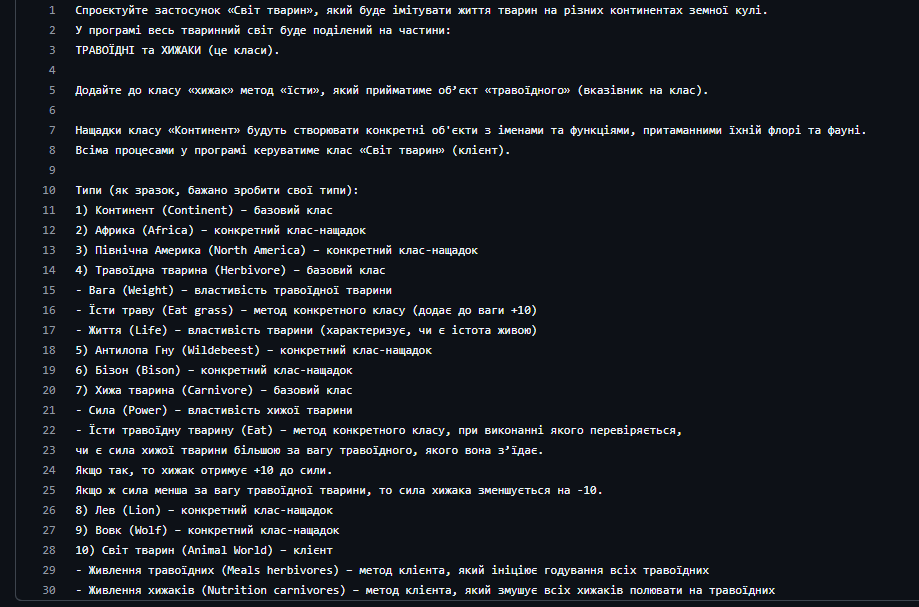 1 Спроєктуйте застосунок «Світ тварин», який буде імітувати життя тварин на різних континентах земної кулі.
2 У програмі весь тваринний світ буде поділений на частини:
3 ТРАВОЇДНІ та ХИЖАКИ (це класи).
4
5 Додайте до класу «хижак» метод «їсти», який прийматиме об’єкт «травоїдного» (вказівник на клас).
6
7 Нащадки класу «Континент» будуть створювати конкретні об'єкти з іменами та функціями, притаманними їхній флорі та фауні.
8 Всіма процесами у програмі керуватиме клас «Світ тварин» (клієнт).
9
10 Типи (як зразок, бажано зробити свої типи):
11 1) Континент (Continent) – базовий клас
12 2) Африка (Africa) – конкретний клас-нащадок
13 3) Північна Америка (North America) – конкретний клас-нащадок
14 4) Травоїдна тварина (Herbivore) – базовий клас
15 - Вага (Weight) – властивість травоїдної тварини
16 - Їсти траву (Eat grass) – метод конкретного класу (додає до ваги +10)
17 - Життя (Life) – властивість тварини (характеризує, чи є істота живою)
18 5) Антилопа Гну (Wildebeest) – конкретний клас-нащадок
19 6) Бізон (Bison) – конкретний клас-нащадок
20 7) Хижа тварина (Carnivore) – базовий клас
21 - Сила (Power) – властивість хижої тварини
22 - Їсти травоїдну тварину (Eat) – метод конкретного класу, при виконанні якого перевіряється,
23 чи є сила хижої тварини більшою за вагу травоїдного, якого вона з’їдає.
24 Якщо так, то хижак отримує +10 до сили.
25 Якщо ж сила менша за вагу травоїдної тварини, то сила хижака зменшується на -10.
26 8) Лев (Lion) – конкретний клас-нащадок
27 9) Вовк (Wolf) – конкретний клас-нащадок
28 10) Світ тварин (Animal World) – клієнт
29 - Живлення травоїдних (Meals herbivores) – метод клієнта, який ініціює годування всіх травоїдних
30 - Живлення хижаків (Nutrition carnivores) – метод клієнта, який змушує всіх хижаків полювати на травоїдних